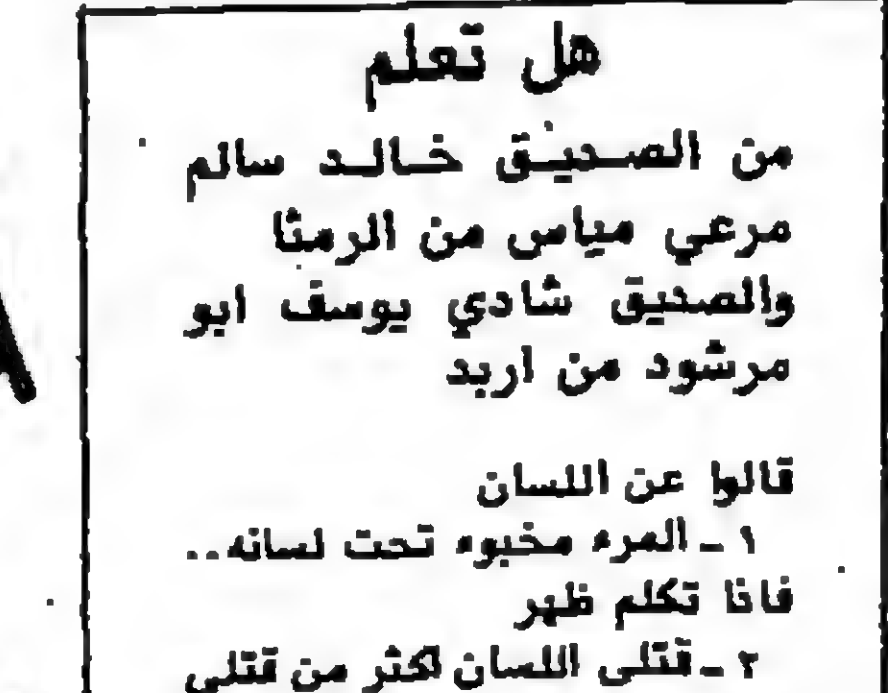 هل تعلم
من الصديق خالد سالم
مرعي مياس من الرمثا
والصديق شادي يوسف ابو
مرشود من اربد
قالوا عن اللسان
١ - المرء مخبوء تحت لسانه..
فاذا تكلم ظهر
٢ - قتلى اللسان اكثر من قتلى